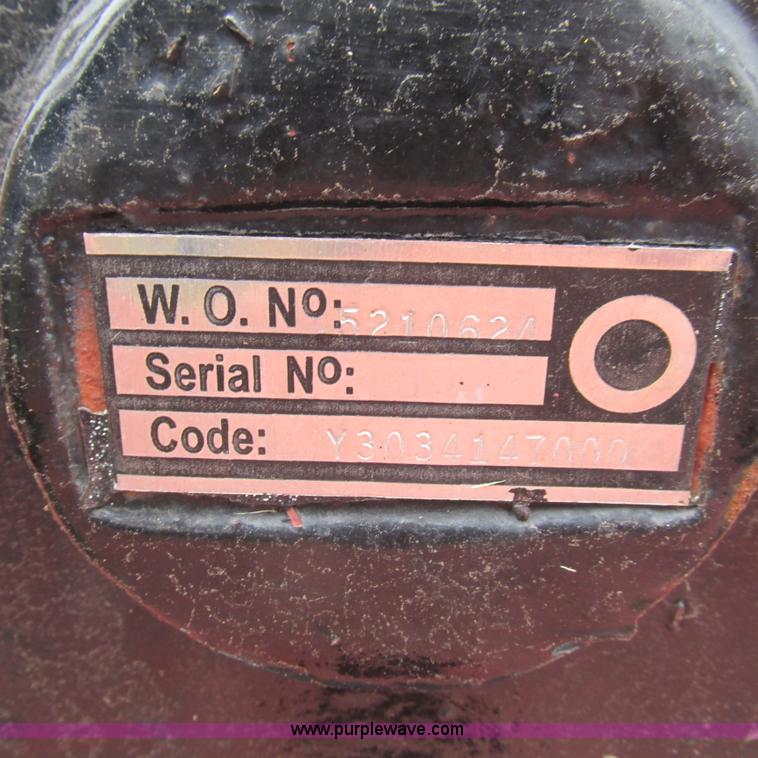 W. O. Nº: 5210624
Serial Nº:
Code: Y3034147000
www.purplewave.com